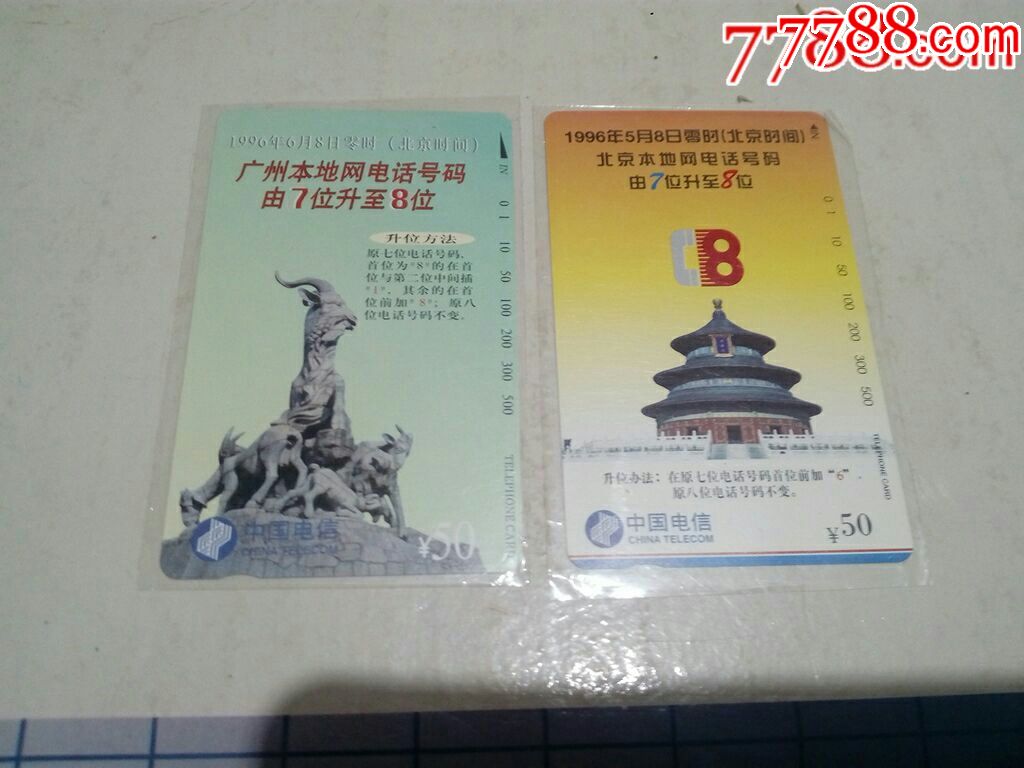 7788.com
7788.com
1996年6月8日零时（北京时间）
广州本地网电话号码
由7位升至8位
升位方法
原七位电话号码，
首位为"8"的在首
位与第二位中间插
"1"，其余的在首
位前加"8"；原八
位电话号码不变。
IN
0
1
10
50
100
200
300
500
TELEPHONE CARD
中国电信
CHINA TELECOM
¥50
1996年5月8日零时(北京时间)
北京本地网电话号码
由7位升至8位
8
IN
0
1
10
50
100
200
300
500
TELEPHONE CARD
升位办法：在原七位电话号码首位前加"6"，
原八位电话号码不变。
中国电信
CHINA TELECOM
¥50